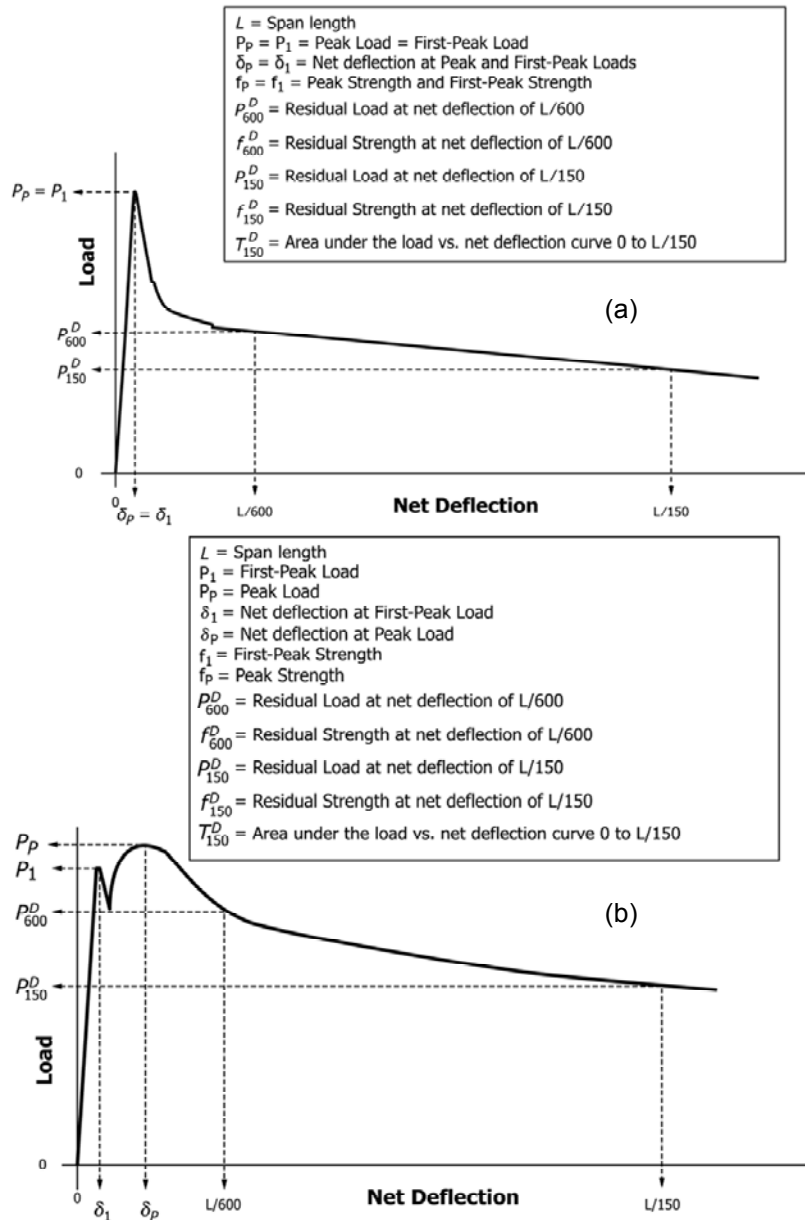 L = Span length
P_P = P_1 = Peak Load = First-Peak Load
δ_P = δ_1 = Net deflection at Peak and First-Peak Loads
f_P = f_1 = Peak Strength and First-Peak Strength
P^D_600 = Residual Load at net deflection of L/600
f^D_600 = Residual Strength at net deflection of L/600
P^D_150 = Residual Load at net deflection of L/150
f^D_150 = Residual Strength at net deflection of L/150
T^D_150 = Area under the load vs. net deflection curve 0 to L/150
P_P = P_1
Load
(a)
P^D_600
P^D_150
0
0
δ_P = δ_1
L/600
Net Deflection
L/150
L = Span length
P_1 = First-Peak Load
P_P = Peak Load
δ_1 = Net deflection at First-Peak Load
δ_P = Net deflection at Peak Load
f_1 = First-Peak Strength
f_P = Peak Strength
P^D_600 = Residual Load at net deflection of L/600
f^D_600 = Residual Strength at net deflection of L/600
P^D_150 = Residual Load at net deflection of L/150
f^D_150 = Residual Strength at net deflection of L/150
T^D_150 = Area under the load vs. net deflection curve 0 to L/150
P_P
P_1
P^D_600
(b)
P^D_150
Load
0
0
δ_1
δ_P
L/600
Net Deflection
L/150